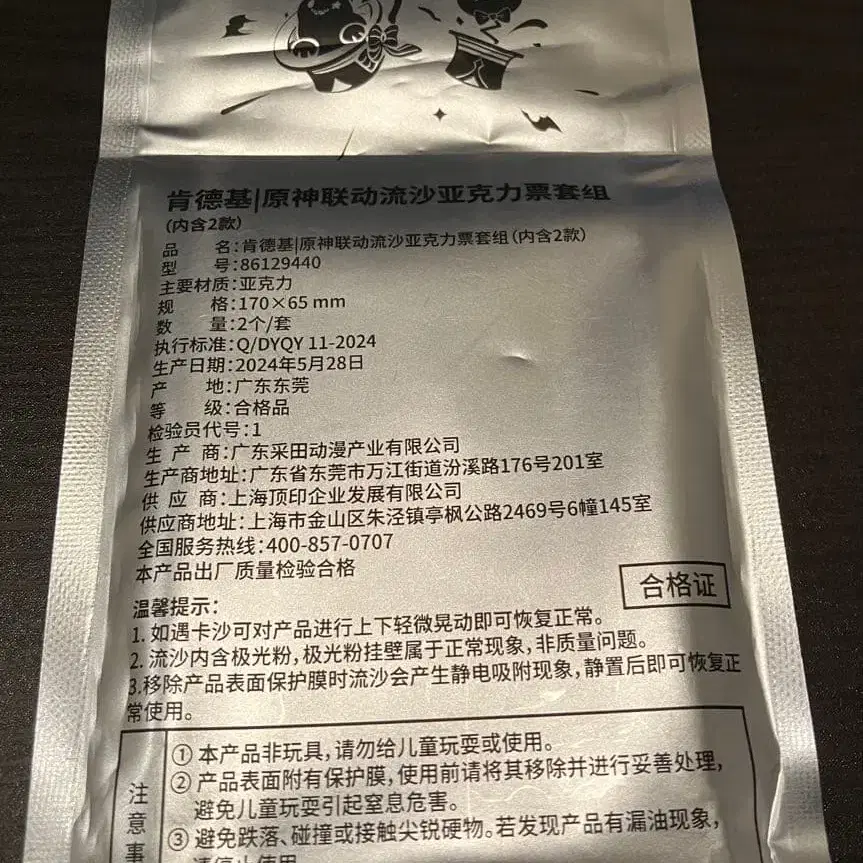 肯德基|原神联动流沙亚克力票套组
(内含2款)
品 名:肯德基|原神联动流沙亚克力票套组(内含2款)
型 号:86129440
主要材质:亚克力
规 格:170×65 mm
数 量:2个/套
执行标准:Q/DYQY 11-2024
生产日期:2024年5月28日
产 地:广东东莞
等 级:合格品
检验员代号:1
生 产 商:广东采田动漫产业有限公司
生产商地址:广东省东莞市万江街道汾溪路176号201室
供 应 商:上海顶印企业发展有限公司
供应商地址:上海市金山区朱泾镇亭枫公路2469号6幢145室
全国服务热线:400-857-0707
本产品出厂质量检验合格
合格证
温馨提示:
1. 如遇卡沙可对产品进行上下轻微晃动即可恢复正常。
2. 流沙内含极光粉,极光粉挂壁属于正常现象,非质量问题。
3.移除产品表面保护膜时流沙会产生静电吸附现象,静置后即可恢复正
常使用。
注意事
① 本产品非玩具,请勿给儿童玩耍或使用。
② 产品表面附有保护膜,使用前请将其移除并进行妥善处理,
避免儿童玩耍引起窒息危害。
③ 避免跌落、碰撞或接触尖锐硬物。若发现产品有漏油现象,